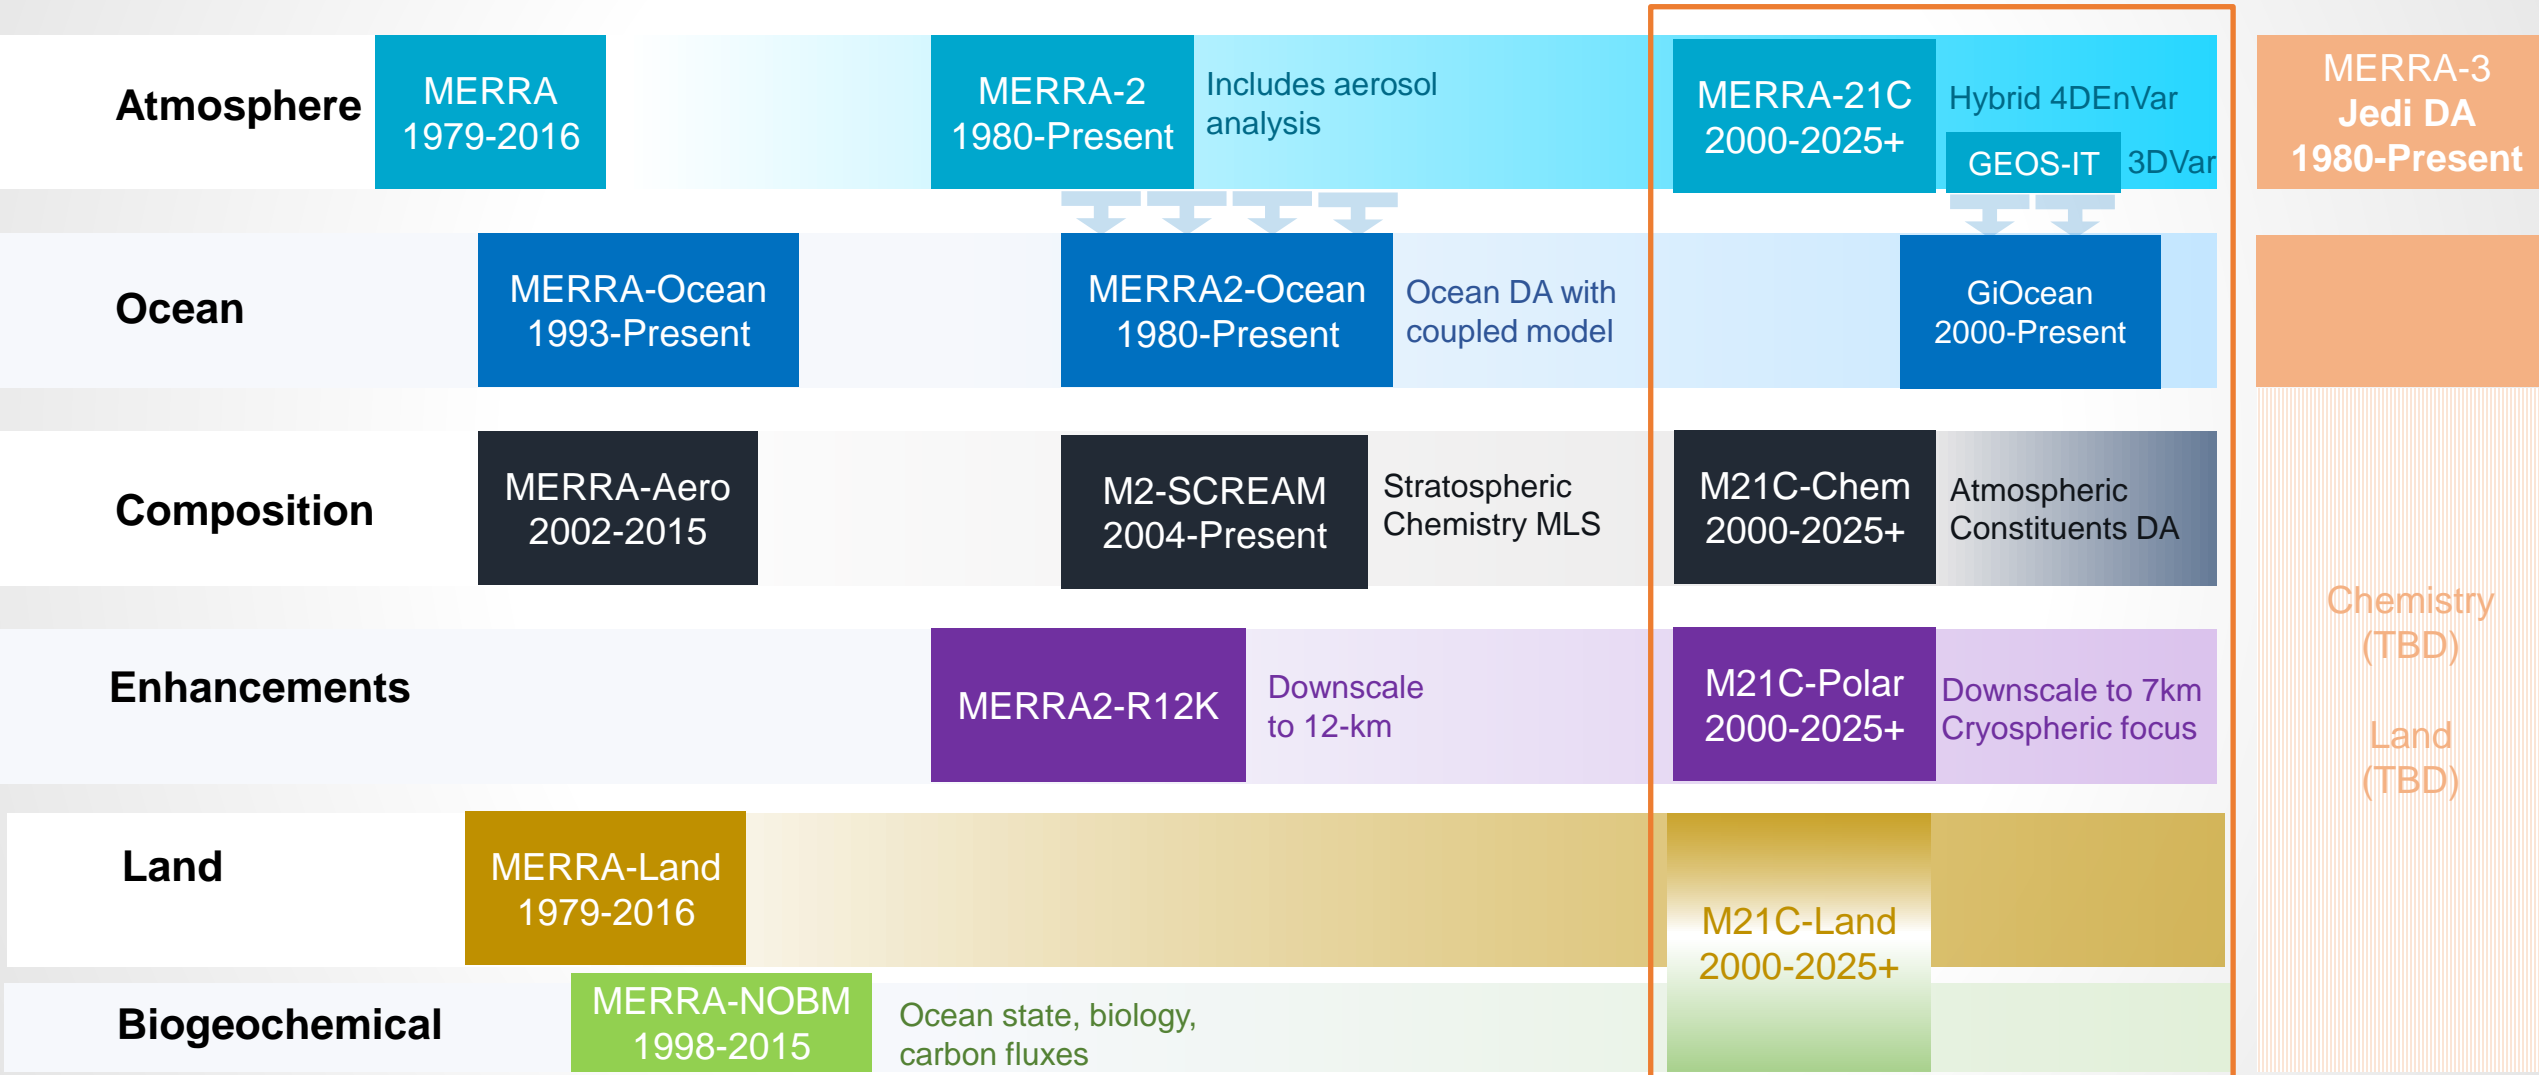 Atmosphere
MERRA
1979-2016
MERRA-2
1980-Present
Includes aerosol
analysis
MERRA-21C
2000-2025+
Hybrid 4DEnVar
GEOS-IT
3DVar
MERRA-3
Jedi DA
1980-Present
Ocean
MERRA-Ocean
1993-Present
MERRA2-Ocean
1980-Present
Ocean DA with
coupled model
GiOcean
2000-Present
Composition
MERRA-Aero
2002-2015
M2-SCREAM
2004-Present
Stratospheric
Chemistry MLS
M21C-Chem
2000-2025+
Atmospheric
Constituents DA
Enhancements
MERRA2-R12K
Downscale
to 12-km
M21C-Polar
2000-2025+
Downscale to 7km
Cryospheric focus
Chemistry
(TBD)
Land
(TBD)
Land
MERRA-Land
1979-2016
M21C-Land
2000-2025+
Biogeochemical
MERRA-NOBM
1998-2015
Ocean state, biology,
carbon fluxes